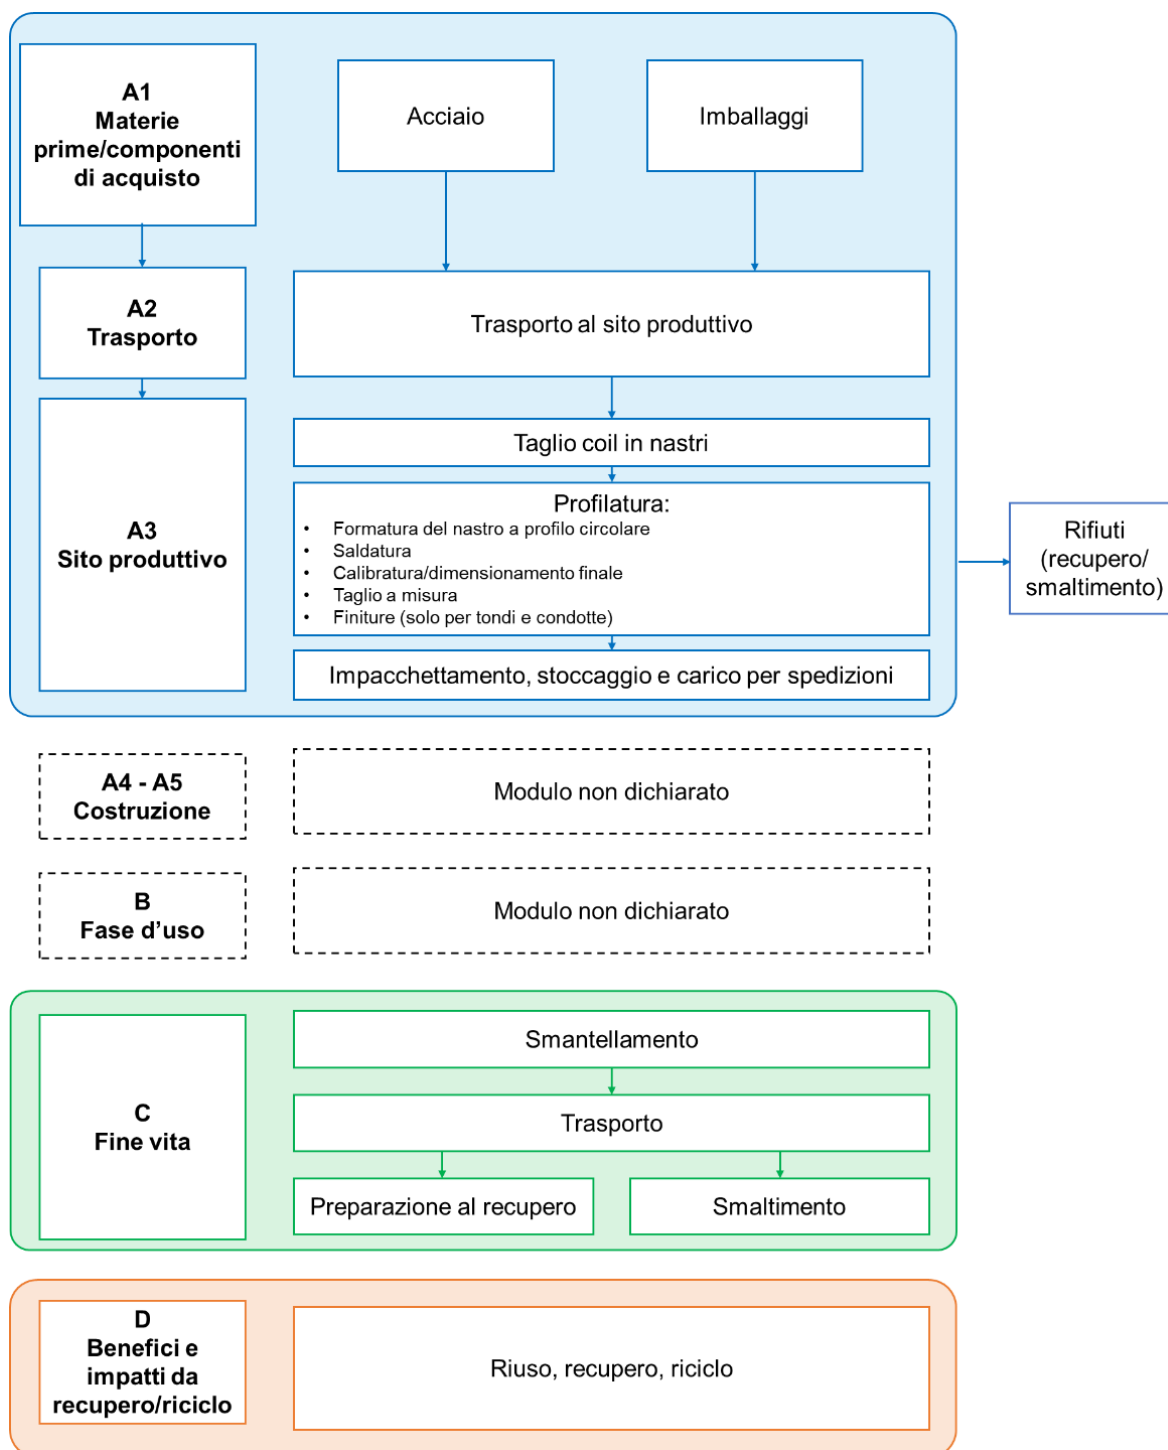 A1
Materie
prime/componenti
di acquisto
Acciaio
Imballaggi
A2
Trasporto
Trasporto al sito produttivo
A3
Sito produttivo
Taglio coil in nastri
Profilatura:
• Formatura del nastro a profilo circolare
• Saldatura
• Calibratura/dimensionamento finale
• Taglio a misura
• Finiture (solo per tondi e condotte)
Impacchettamento, stoccaggio e carico per spedizioni
Rifiuti
(recupero/
smaltimento)
A4 - A5
Costruzione
Modulo non dichiarato
B
Fase d’uso
Modulo non dichiarato
C
Fine vita
Smantellamento
Trasporto
Preparazione al recupero
Smaltimento
D
Benefici e
impatti da
recupero/riciclo
Riuso, recupero, riciclo